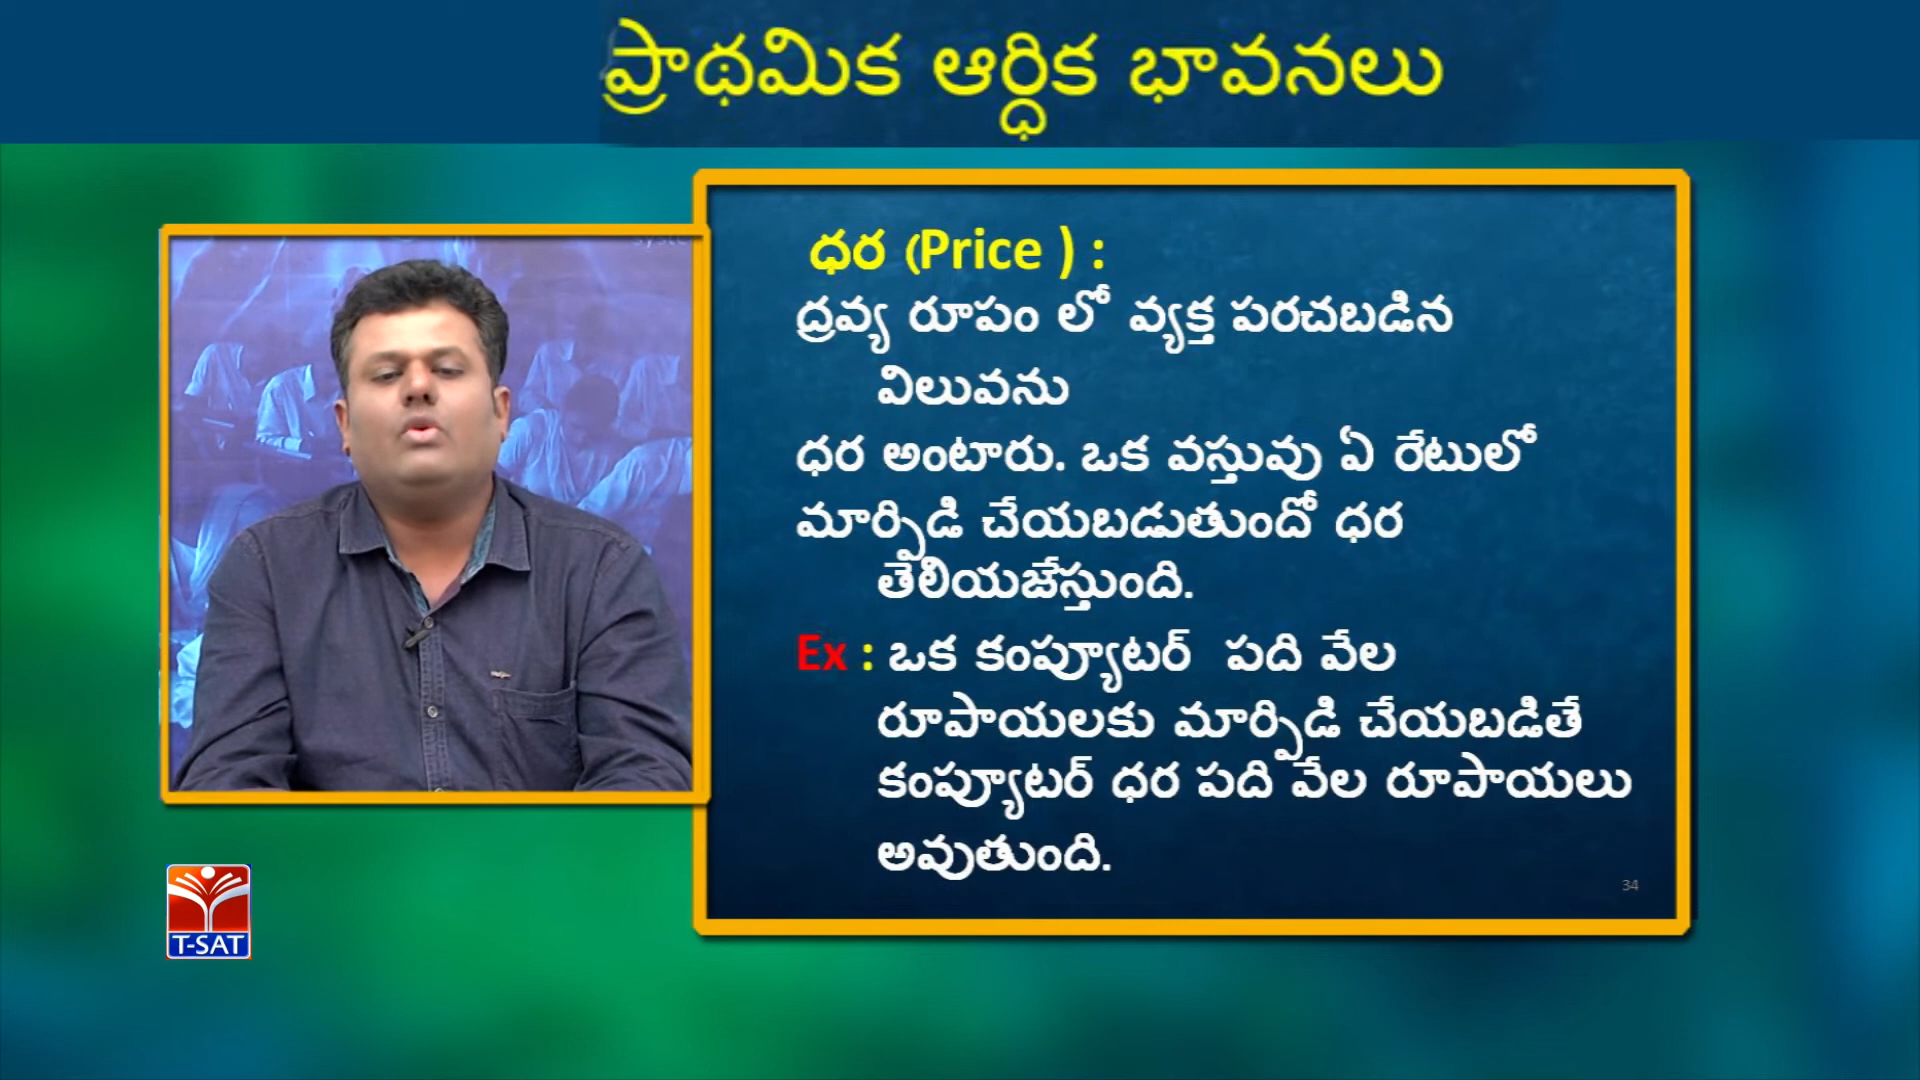 ప్రాథమిక ఆర్ధిక భావనలు
syste
ధర (Price ) :
ద్రవ్య రూపం లో వ్యక్త పరచబడిన
విలువను
ధర అంటారు. ఒక వస్తువు ఏ రేటులో
మార్పిడి చేయబడుతుందో ధర
తెలియజేస్తుంది.
Ex : ఒక కంప్యూటర్ పది వేల
రూపాయలకు మార్పిడి చేయబడితే
కంప్యూటర్ ధర పది వేల రూపాయలు
అవుతుంది.
34
T-SAT